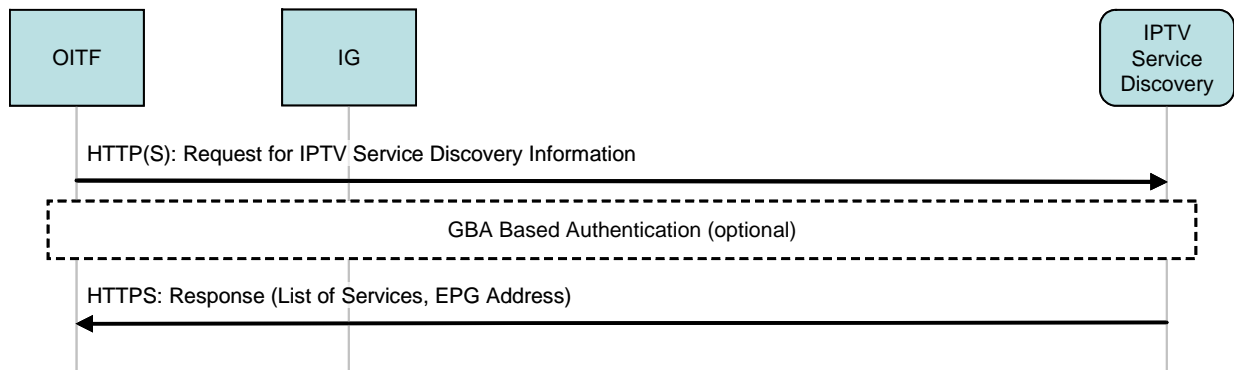 OITF
IG
IPTV
Service
Discovery
HTTP(S): Request for IPTV Service Discovery Information
GBA Based Authentication (optional)
HTTPS: Response (List of Services, EPG Address)